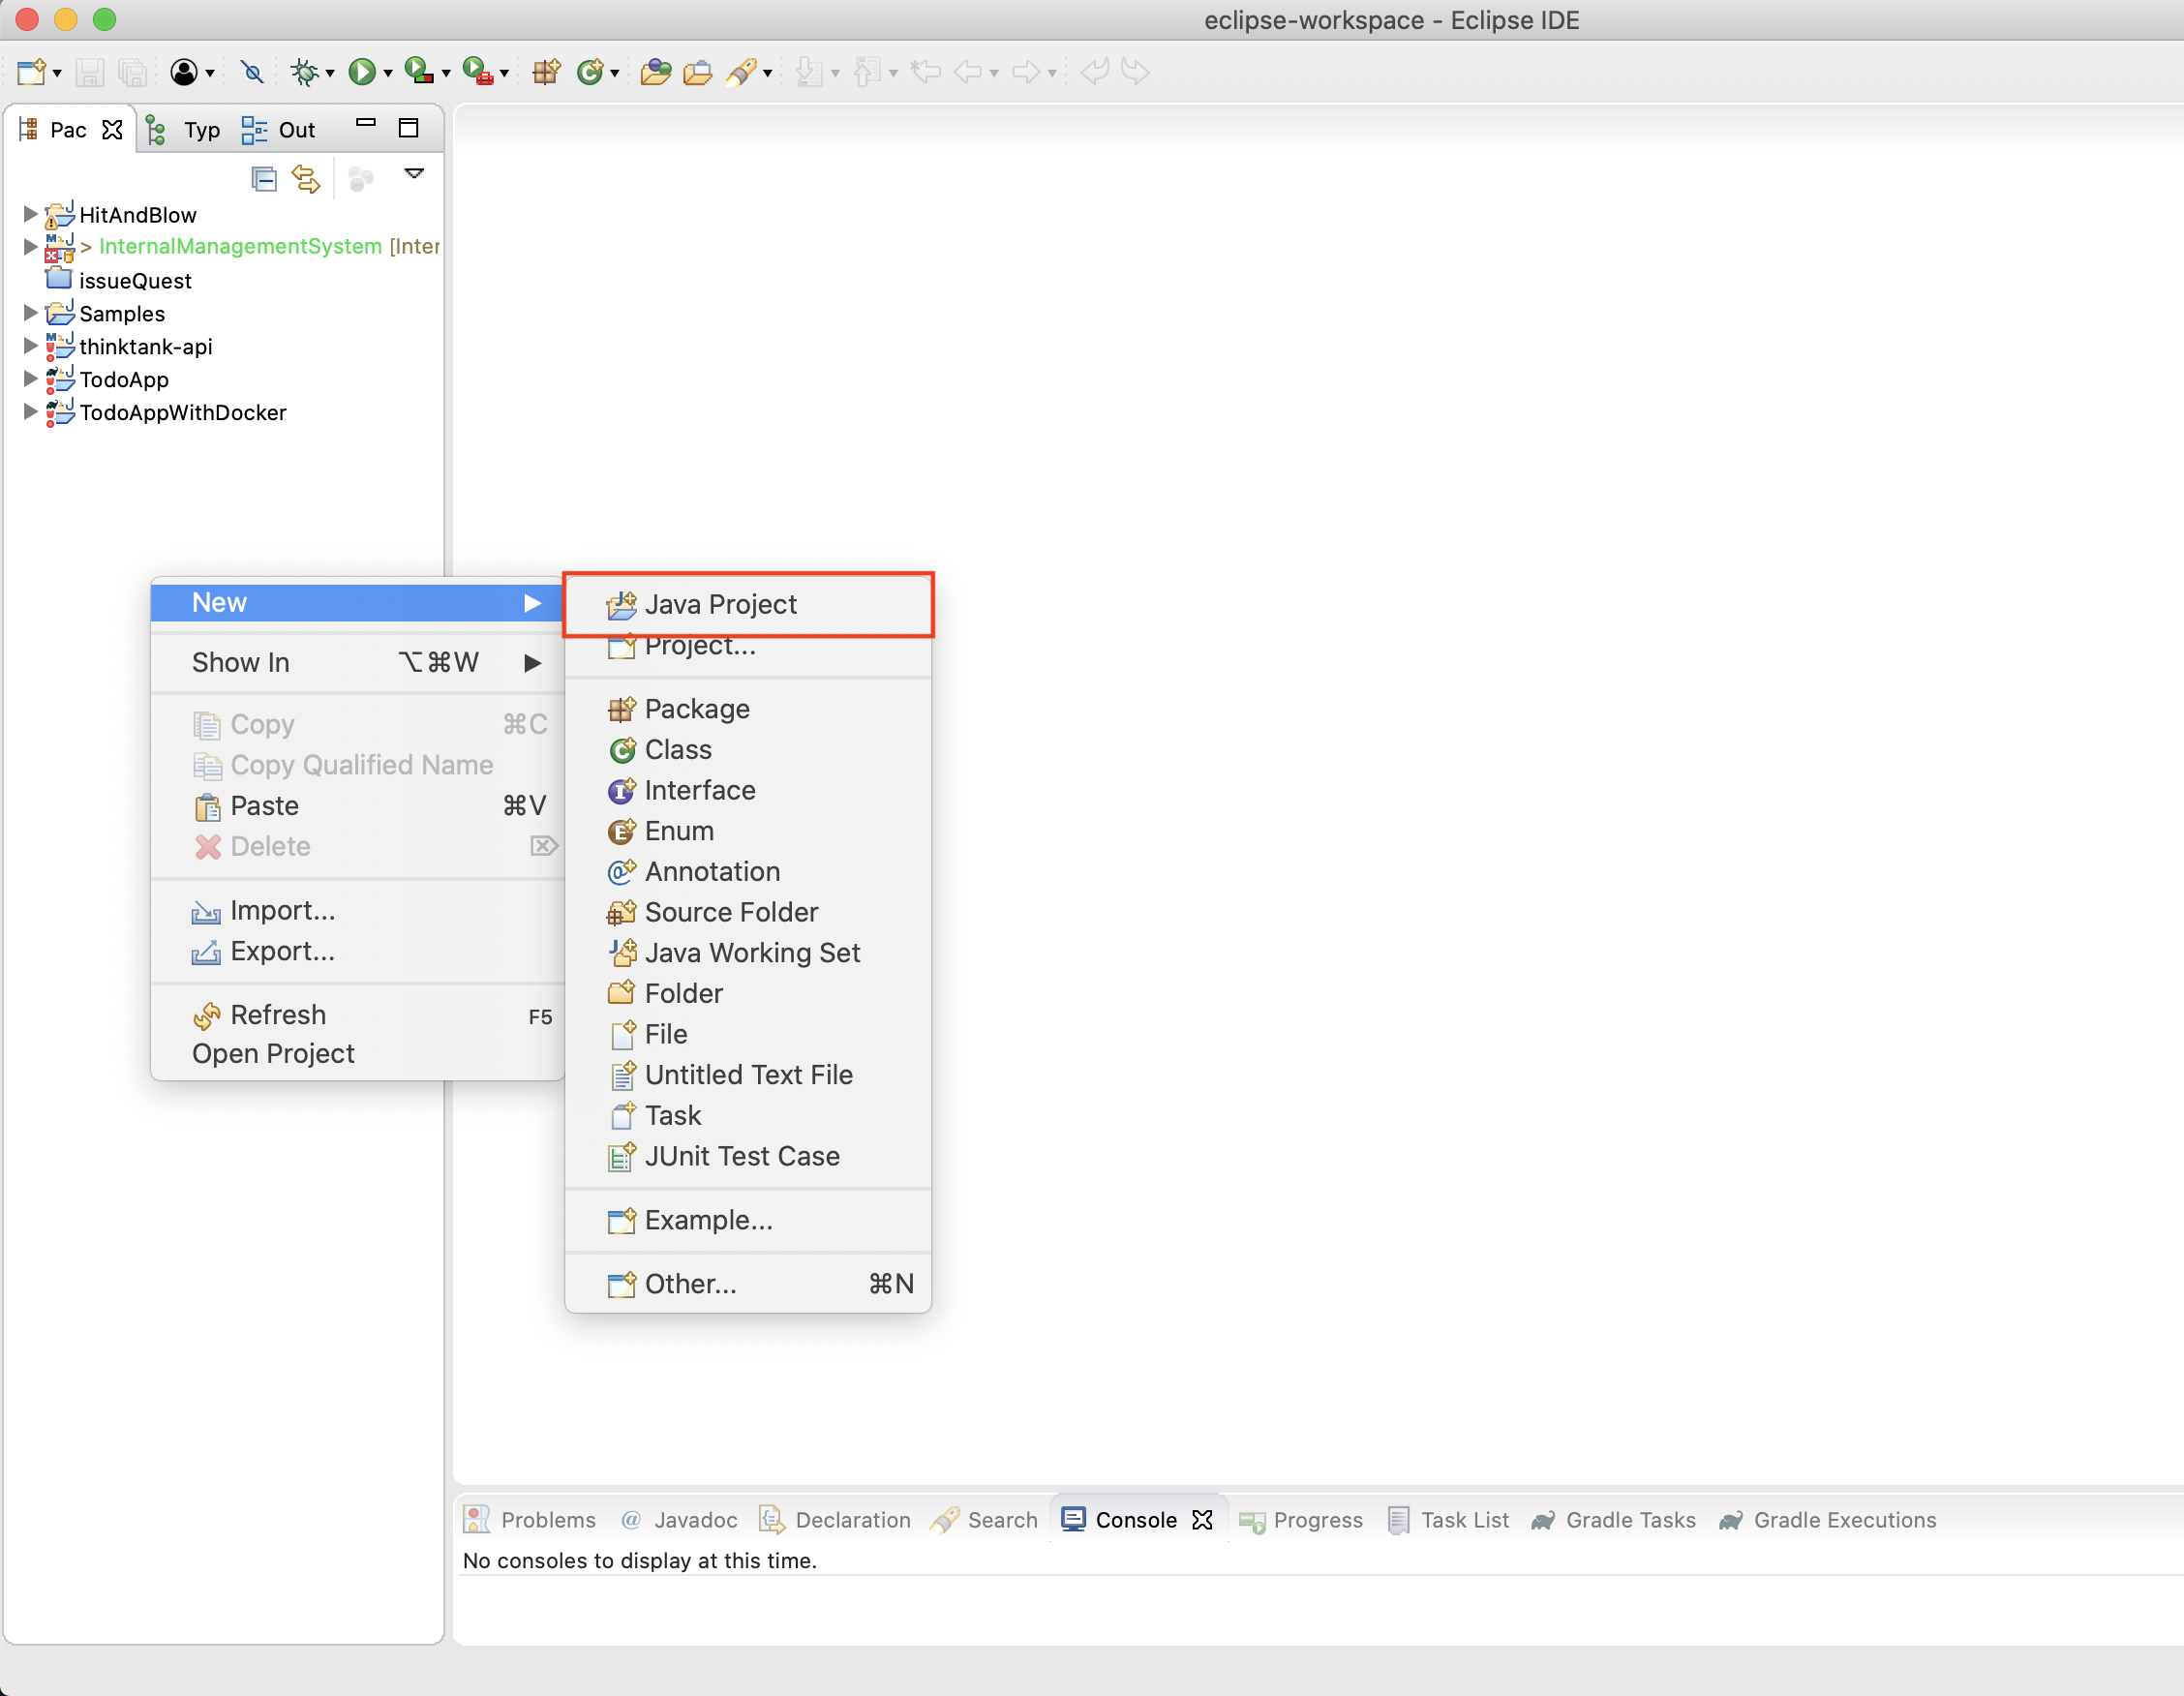 eclipse-workspace - Eclipse IDE
Pac Typ Out
HitAndBlow
> InternalManagementSystem [Inter
issueQuest
Samples
thinktank-api
TodoApp
TodoAppWithDocker
New
Show In ⌥⌘W
Copy ⌘C
Copy Qualified Name
Paste ⌘V
Delete ⌦
Import...
Export...
Refresh F5
Open Project
Java Project
Project...
Package
Class
Interface
Enum
Annotation
Source Folder
Java Working Set
Folder
File
Untitled Text File
Task
JUnit Test Case
Example...
Other... ⌘N
Problems @ Javadoc Declaration Search Console Progress Task List Gradle Tasks Gradle Executions
No consoles to display at this time.